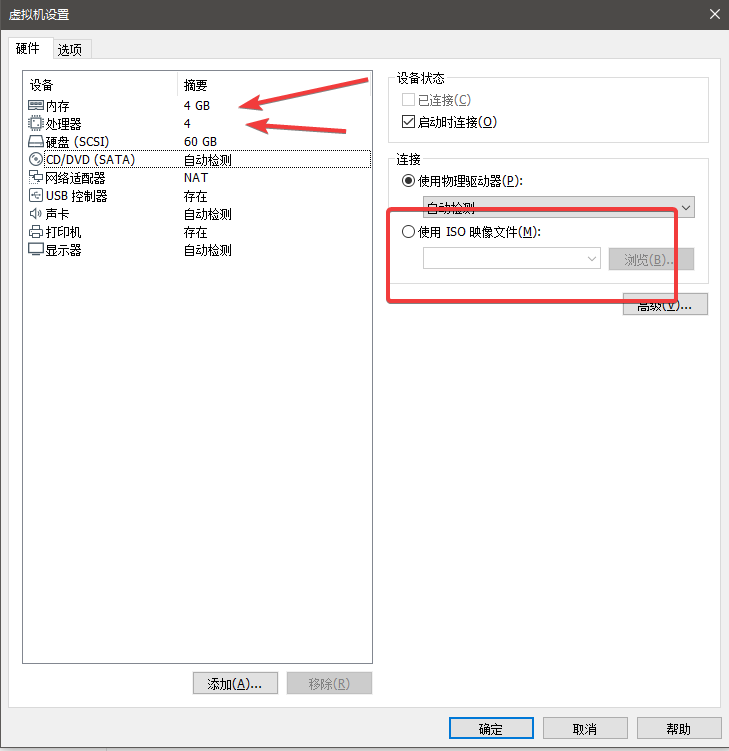 虚拟机设置
硬件 选项
设备 摘要
内存 4 GB
处理器 4
硬盘 (SCSI) 60 GB
CD/DVD (SATA) 自动检测
网络适配器 NAT
USB 控制器 存在
声卡 自动检测
打印机 存在
显示器 自动检测
添加(A)... 移除(R)
设备状态
已连接(C)
启动时连接(O)
连接
使用物理驱动器(P):
自动检测
使用 ISO 映像文件(M):
浏览(B)...
高级(V)...
确定 取消 帮助